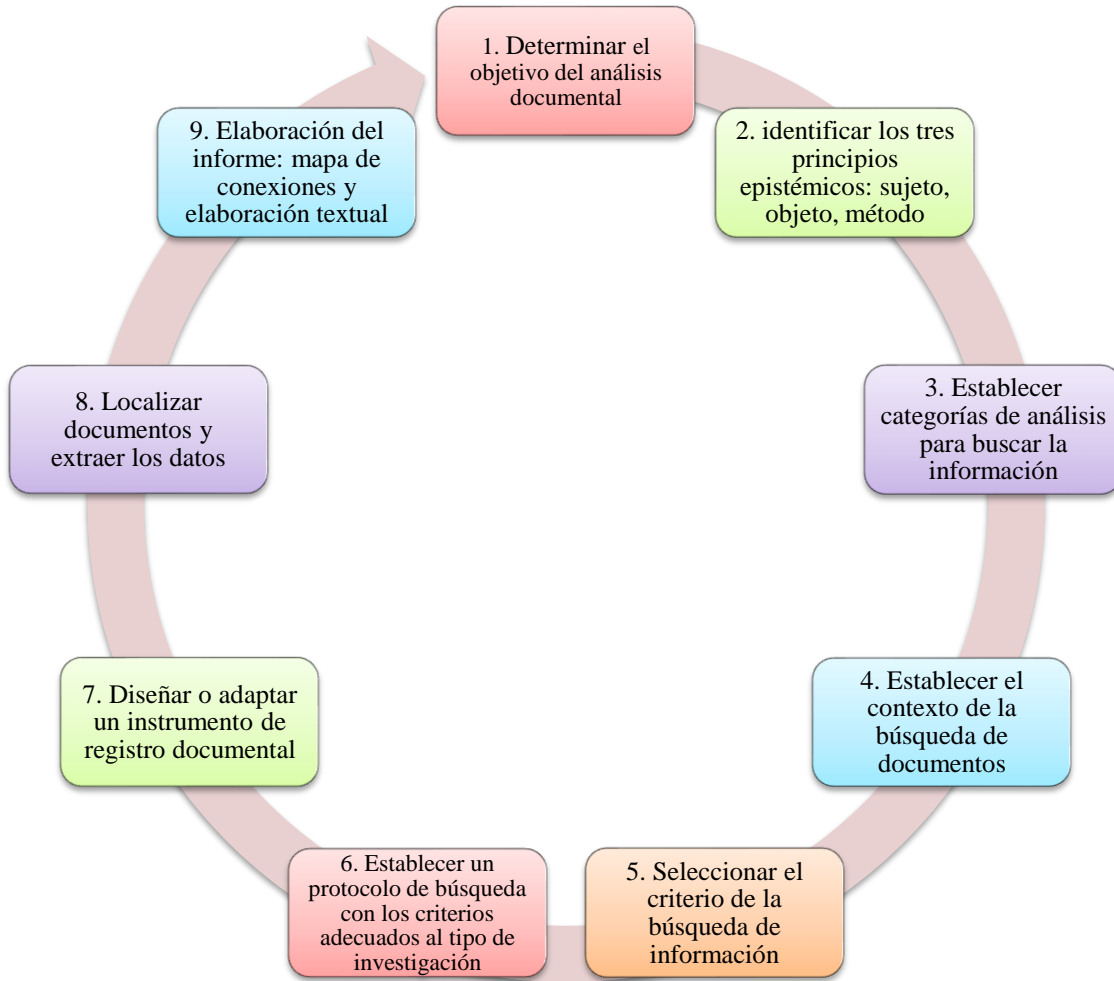 1. Determinar el
objetivo del análisis
documental
2. identificar los tres
principios
epistémicos: sujeto,
objeto, método
3. Establecer
categorías de análisis
para buscar la
información
4. Establecer el
contexto de la
búsqueda de
documentos
5. Seleccionar el
criterio de la
búsqueda de
información
6. Establecer un
protocolo de búsqueda
con los criterios
adecuados al tipo de
investigación
7. Diseñar o adaptar
un instrumento de
registro documental
8. Localizar
documentos y
extraer los datos
9. Elaboración del
informe: mapa de
conexiones y
elaboración textual